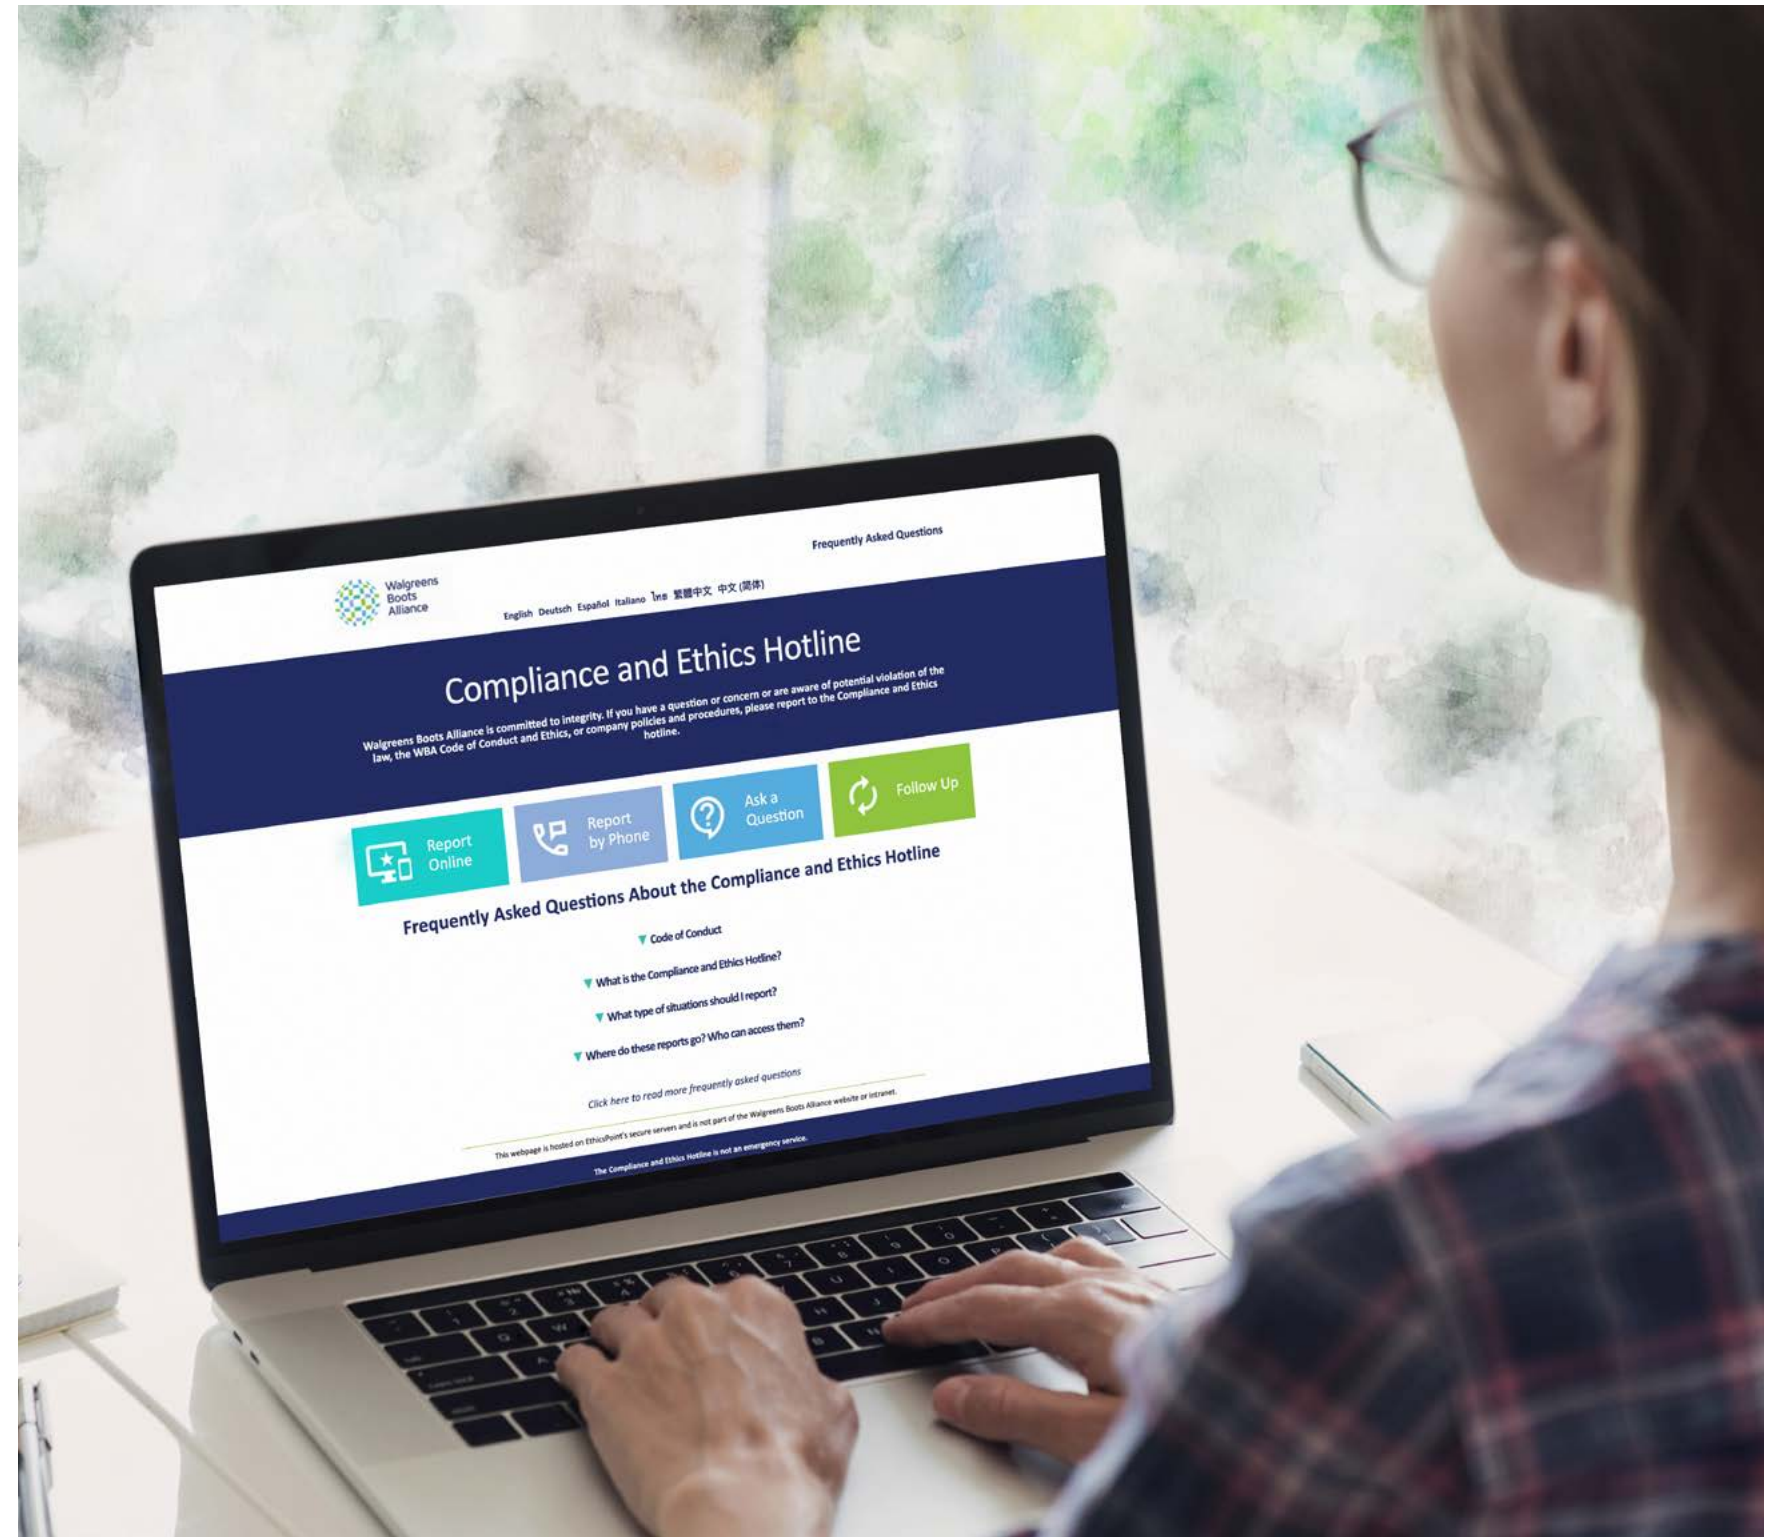 Frequently Asked Questions
Walgreens
Boots
Alliance
English Deutsch Español Italiano ไทย 繁體中文 中文 (简体)
Compliance and Ethics Hotline
Walgreens Boots Alliance is committed to integrity. If you have a question or concern or are aware of potential violation of the
law, the WBA Code of Conduct and Ethics, or company policies and procedures, please report to the Compliance and Ethics
hotline.
Report
Online
Report
by Phone
Ask a
Question
Follow Up
Frequently Asked Questions About the Compliance and Ethics Hotline
Code of Conduct
What is the Compliance and Ethics Hotline?
What type of situations should I report?
Where do these reports go? Who can access them?
Click here to read more frequently asked questions
This webpage is hosted on EthicsPoint's secure servers and is not part of the Walgreens Boots Alliance website or intranet.
The Compliance and Ethics Hotline is not an emergency service.